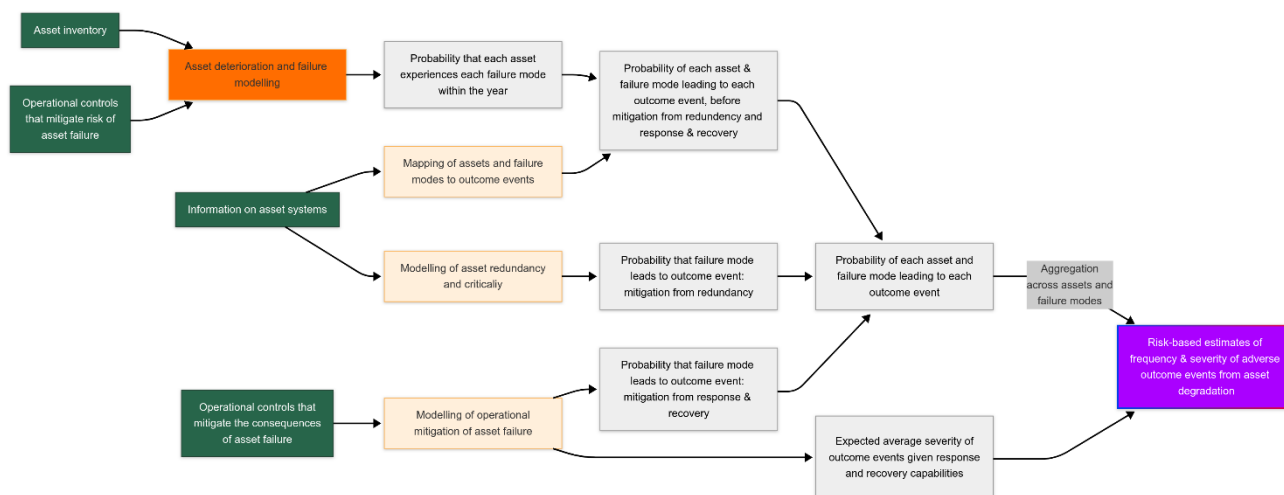 Asset inventory
Operational controls
that mitigate risk of
asset failure
Asset deterioration and failure
modelling
Probability that each asset
experiences each failure mode
within the year
Probability of each asset &
failure mode leading to each
outcome event, before
mitigation from redundency and
response & recovery
Information on asset systems
Mapping of assets and failure
modes to outcome events
Modelling of asset redundancy
and criticaliy
Probability that failure mode
leads to outcome event:
mitigation from redundancy
Probability of each asset and
failure mode leading to each
outcome event
Aggregation
across assets and
failure modes
Operational controls that
mitigate the consequences
of asset failure
Modelling of operational
mitigation of asset failure
Probability that failure mode
leads to outcome event:
mitigation from response &
recovery
Expected average severity of
outcome events given response
and recovery capabilities
Risk-based estimates of
frequency & severity of adverse
outcome events from asset
degradation